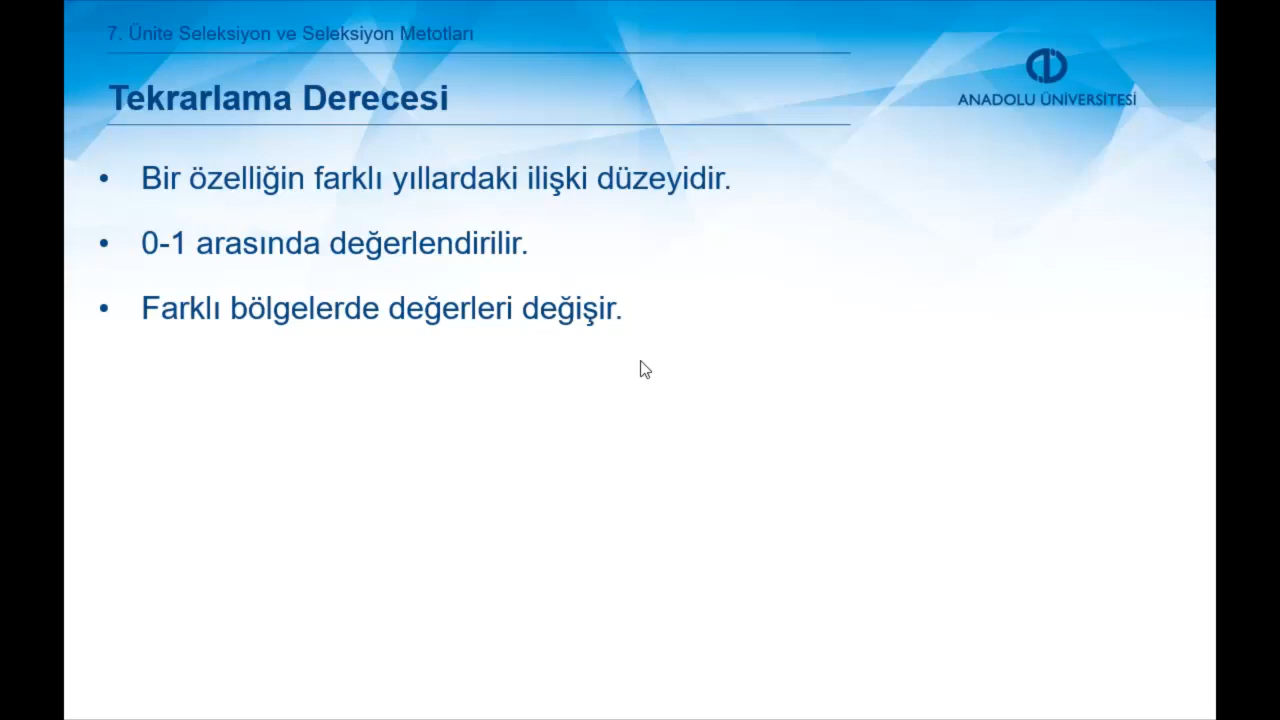 7. Ünite Seleksiyon ve Seleksiyon Metotları
Tekrarlama Derecesi
ANADOLU ÜNİVERSİTESİ
• Bir özelliğin farklı yıllardaki ilişki düzeyidir.
• 0-1 arasında değerlendirilir.
• Farklı bölgelerde değerleri değişir.